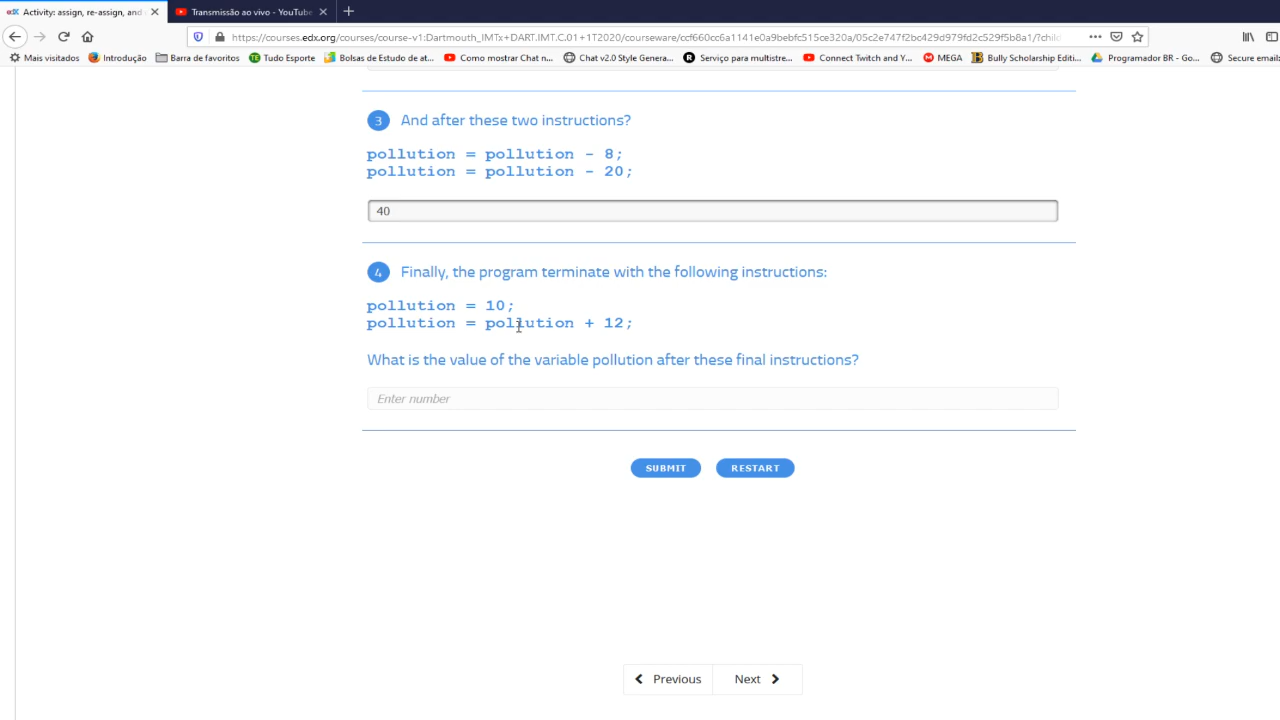 Activity: assign, re-assign, and
Transmissão ao vivo - YouTube
https://courses.edx.org/courses/course-v1:Dartmouth_IMTx+DART.IMT.C.01+1T2020/courseware/ccf660cc6a1141e0a9bebfc515ce320a/05c2e747f2bc429d979fd2c529f5b8a1/?child
Mais visitados Introdução Barra de favoritos Tudo Esporte Bolsas de Estudo de at... Como mostrar Chat n... Chat v2.0 Style Genera... Serviço para multistre... Connect Twitch and Y... MEGA Bully Scholarship Editi... Programador BR - Go... Secure email:
3 And after these two instructions?
pollution = pollution - 8;
pollution = pollution - 20;
40
4 Finally, the program terminate with the following instructions:
pollution = 10;
pollution = pollution + 12;
What is the value of the variable pollution after these final instructions?
Enter number
SUBMIT RESTART
Previous Next